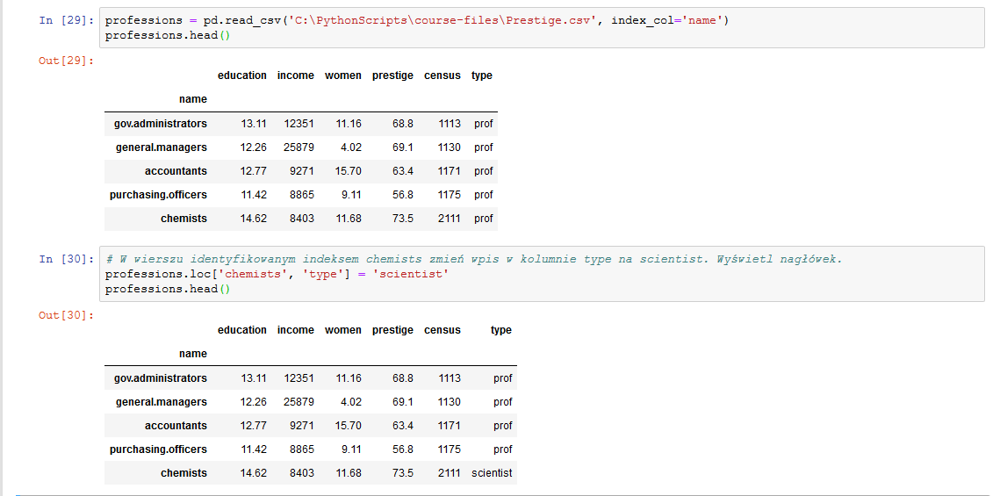 In [29]: professions = pd.read_csv('C:\PythonScripts\course-files\Prestige.csv', index_col='name')
professions.head()
Out[29]:
education income women prestige census type
name
gov.administrators 13.11 12351 11.16 68.8 1113 prof
general.managers 12.26 25879 4.02 69.1 1130 prof
accountants 12.77 9271 15.70 63.4 1171 prof
purchasing.officers 11.42 8865 9.11 56.8 1175 prof
chemists 14.62 8403 11.68 73.5 2111 prof
In [30]: # W wierszu identyfikowanym indeksem chemists zmień wpis w kolumnie type na scientist. Wyświetl nagłówek.
professions.loc['chemists', 'type'] = 'scientist'
professions.head()
Out[30]:
education income women prestige census type
name
gov.administrators 13.11 12351 11.16 68.8 1113 prof
general.managers 12.26 25879 4.02 69.1 1130 prof
accountants 12.77 9271 15.70 63.4 1171 prof
purchasing.officers 11.42 8865 9.11 56.8 1175 prof
chemists 14.62 8403 11.68 73.5 2111 scientist